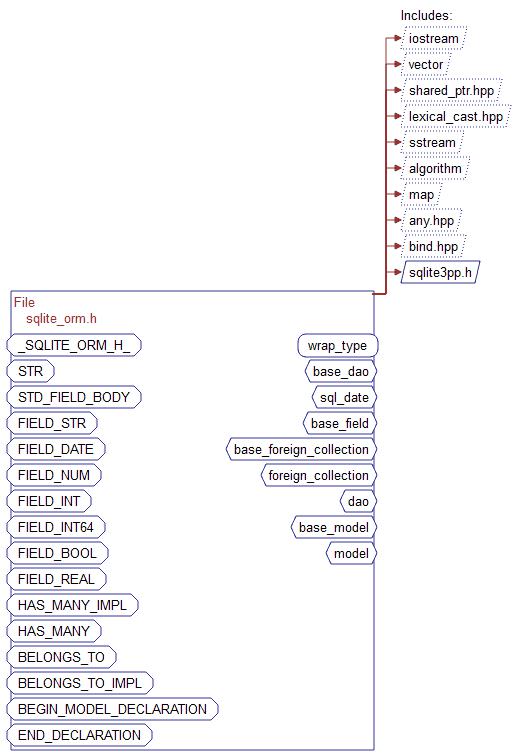 Includes:
iostream
vector
shared_ptr.hpp
lexical_cast.hpp
sstream
algorithm
map
any.hpp
bind.hpp
sqlite3pp.h
File
sqlite_orm.h
_SQLITE_ORM_H_
wrap_type
STR
base_dao
STD_FIELD_BODY
sql_date
FIELD_STR
base_field
FIELD_DATE
base_foreign_collection
FIELD_NUM
foreign_collection
FIELD_INT
dao
FIELD_INT64
base_model
FIELD_BOOL
model
FIELD_REAL
HAS_MANY_IMPL
HAS_MANY
BELONGS_TO
BELONGS_TO_IMPL
BEGIN_MODEL_DECLARATION
END_DECLARATION